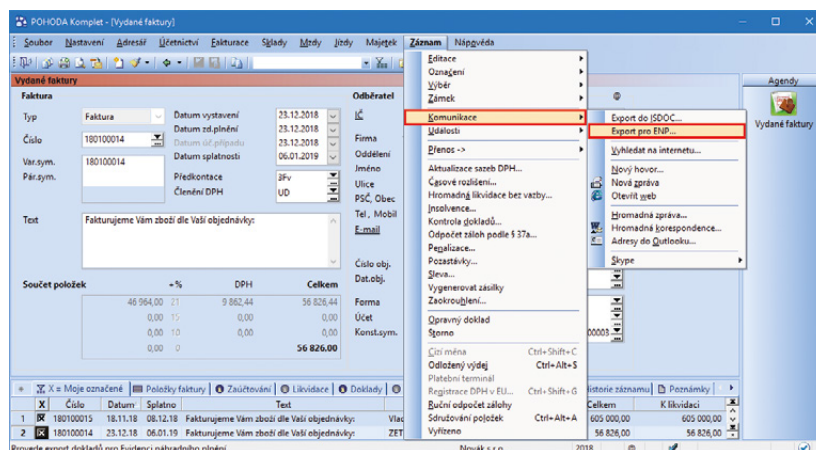 POHODA Komplet - [Vydané faktury]
Soubor Nastavení Adresář Účetnictví Fakturace Sklady Mzdy Jízdy Majetek Záznam Nápověda
Vydané faktury
Agendy
Vydané faktury
Faktura
Typ Faktura
Číslo 180100014
Var.sym. 180100014
Pár.sym.
Datum vystavení 23.12.2018
Datum zd.plnění 23.12.2018
Datum úč.případu 23.12.2018
Datum splatnosti 06.01.2019
Předkontace 3Fv
Členění DPH UD
Text Fakturujeme Vám zboží dle Vaší objednávky:
Odběratel
IČ
Firma
Oddělení
Jméno
Ulice
PSČ, Obec
Tel., Mobil
E-mail
Číslo obj.
Dat.obj.
Forma
Účet
Konst.sym.
00003
Součet položek +% DPH Celkem
46 964,00 21 9 862,44 56 826,44
0,00 15 0,00 0,00
0,00 10 0,00 0,00
0,00 0 56 826,00
Editace
Označení
Výběr
Zámek
Komunikace
Události
Přenos ->
Aktualizace sazeb DPH...
Časové rozlišení...
Hromadná likvidace bez vazby...
Insolvence...
Kontrola dokladů...
Odpočet záloh podle § 37a...
Penalizace...
Pozastávky...
Sleva...
Vygenerovat zásilky
Zaokrouhlení...
Opravný doklad
Storno
Cizí měna Ctrl+Shift+C
Odložený výdej Ctrl+Alt+S
Platební terminál
Registrace DPH v EU... Ctrl+Shift+G
Ruční odpočet zálohy
Sdružování položek Ctrl+Alt+A
Vyřízeno
Export do ISDOC...
Export pro ENP...
Vyhledat na internetu...
Nový hovor...
Nová zpráva
Otevřít web
Hromadná zpráva...
Hromadná korespondence...
Adresy do Outlooku...
Skype
X = Moje označené Položky faktury Zaúčtování Likvidace Doklady Historie záznamu Poznámky
X Číslo Datum Splatno Text Celkem K likvidaci
1 X 180100015 18.11.18 08.12.18 Fakturujeme Vám zboží dle Vaší objednávky: Vlac 605 000,00 605 000,00
2 X 180100014 23.12.18 06.01.19 Fakturujeme Vám zboží dle Vaší objednávky: ZET 56 826,00 56 826,00
Provede export dokladů pro Evidenci náhradního plnění. Novák s.r.o. 2018